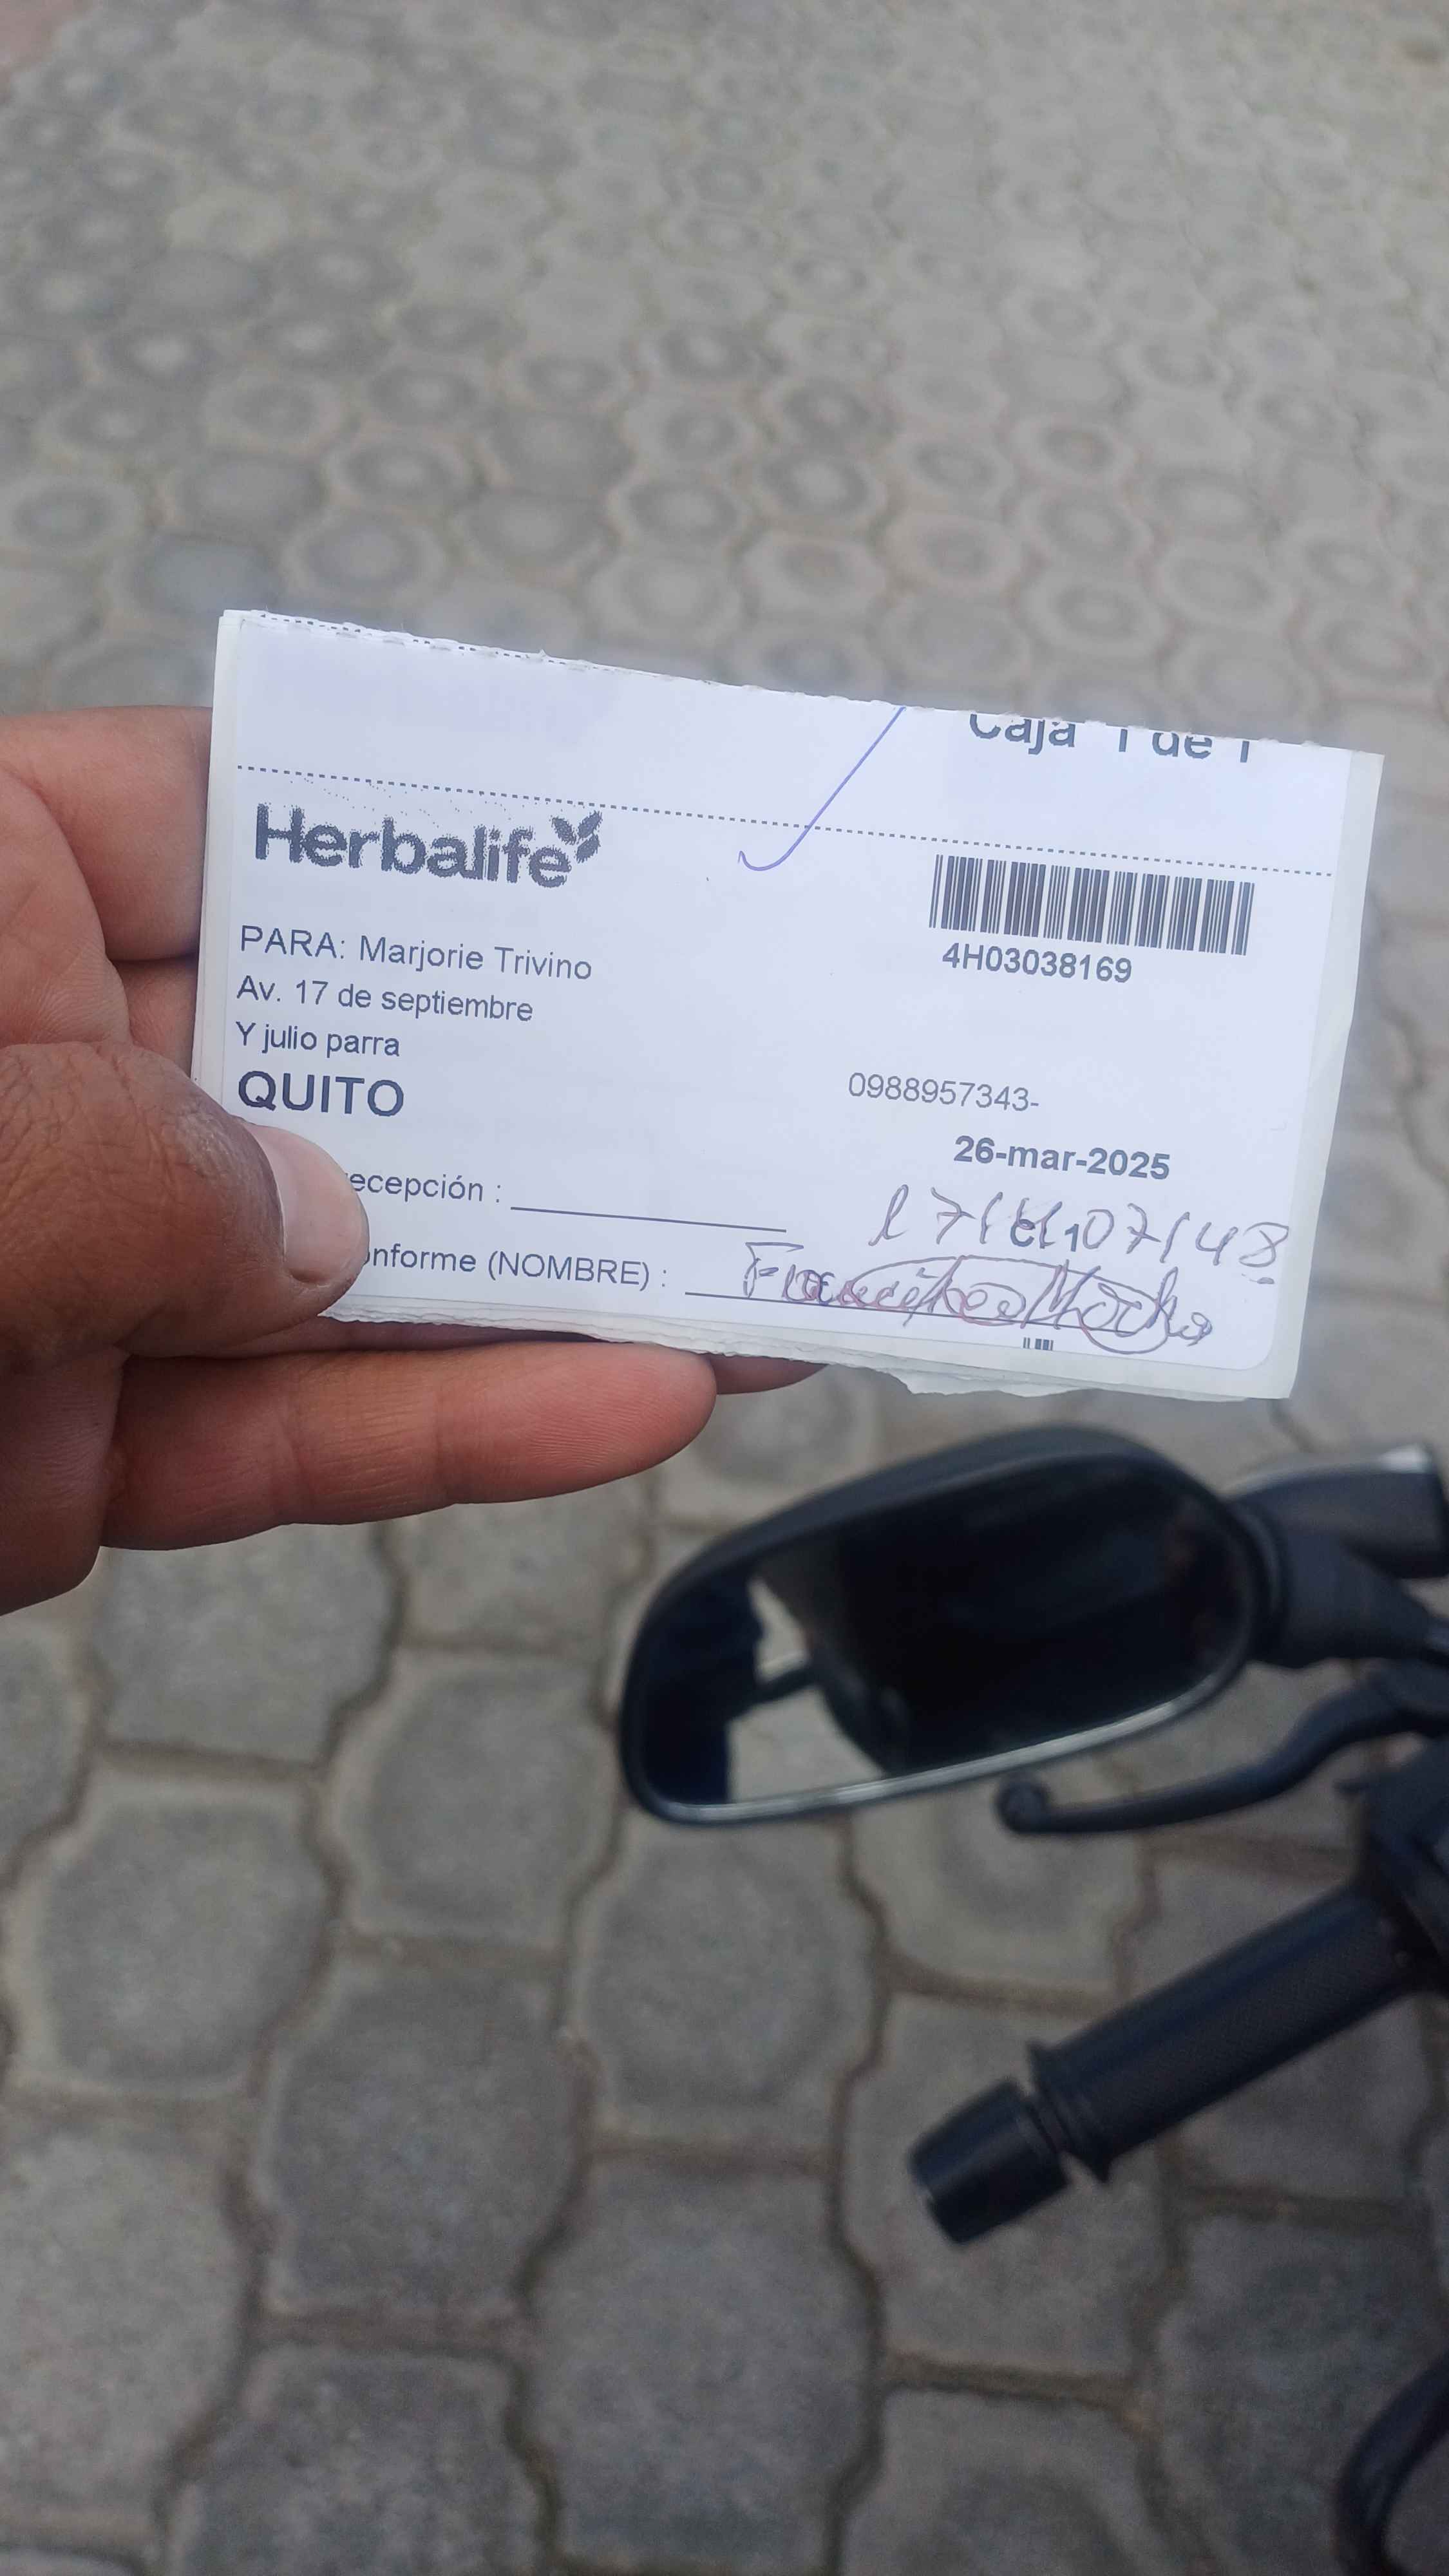 Caja 1 de 1
Herbalife
4H03038169
PARA: Marjorie Trivino
Av. 17 de septiembre
Y julio parra
QUITO
0988957343-
26-mar-2025
ecepción :
onforme (NOMBRE) :